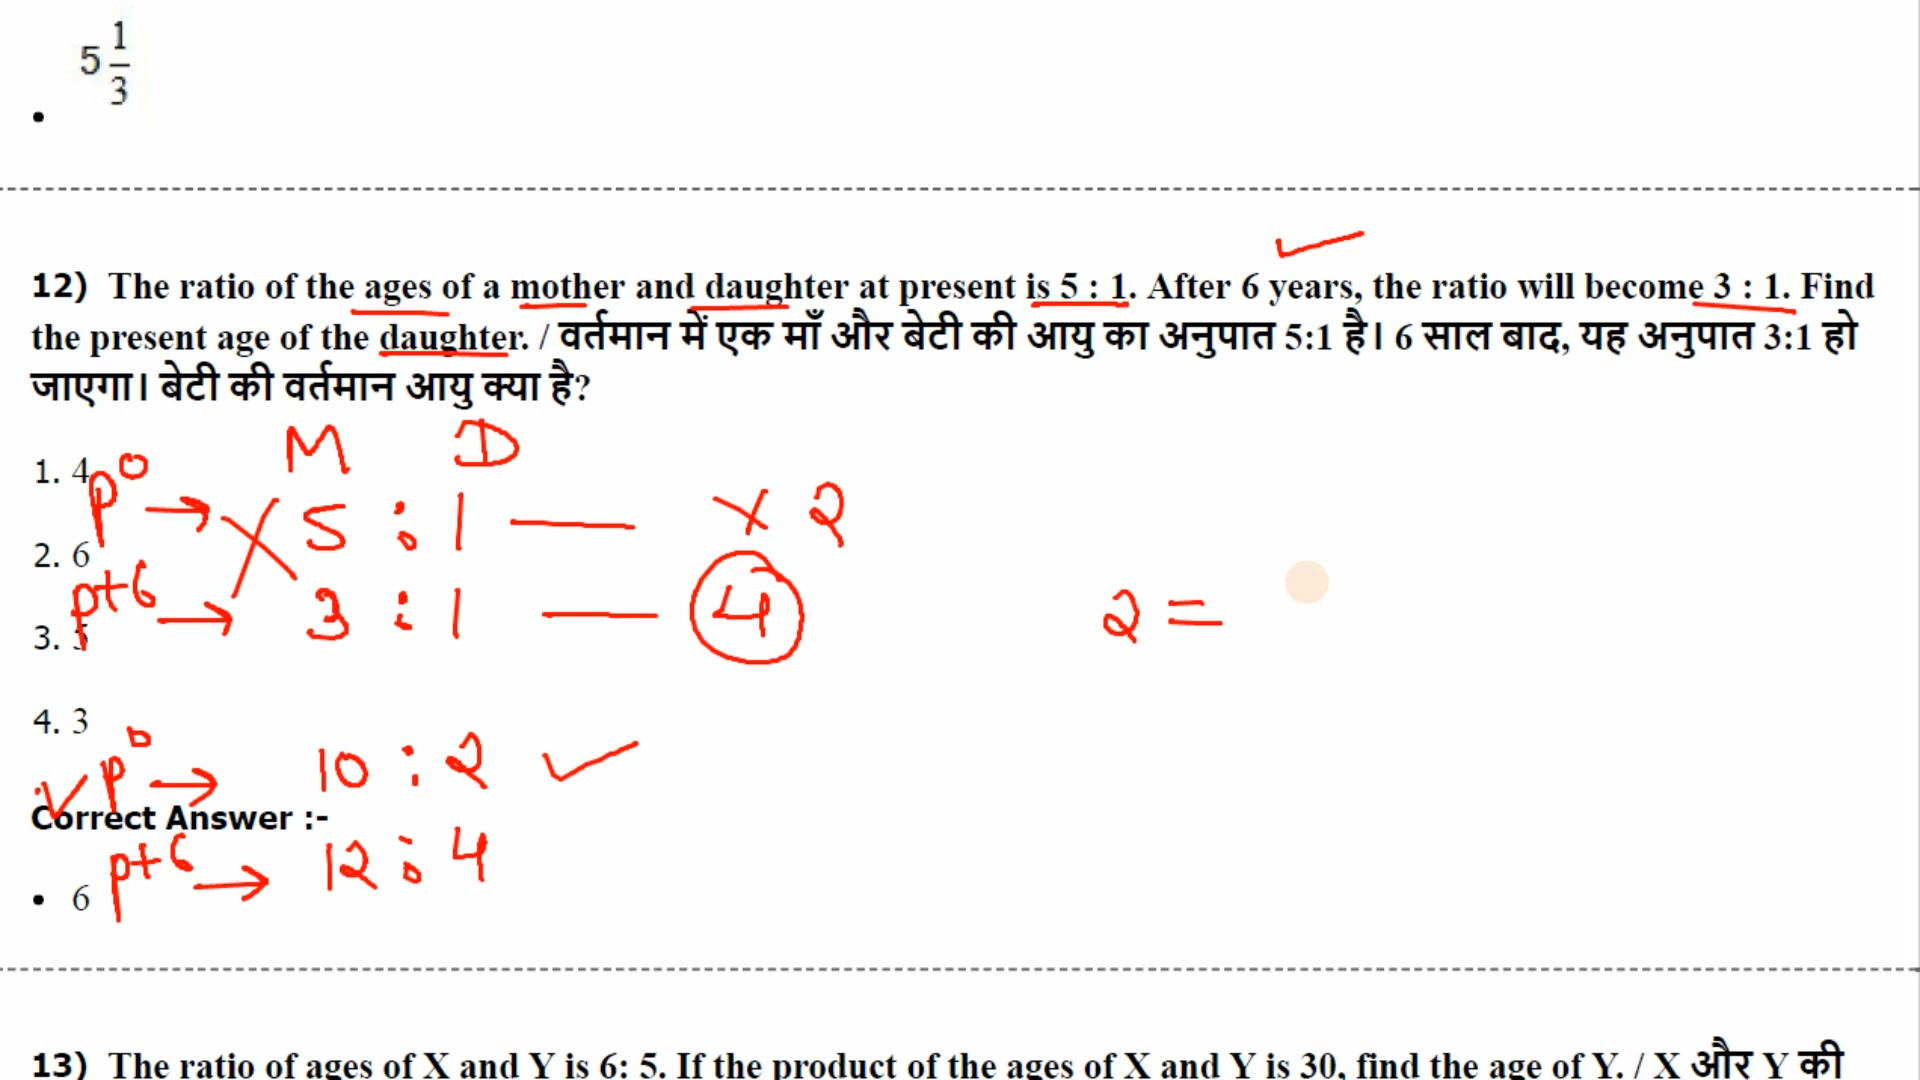 5 1/3
12) The ratio of the ages of a mother and daughter at present is 5 : 1. After 6 years, the ratio will become 3 : 1. Find
the present age of the daughter. / वर्तमान में एक माँ और बेटी की आयु का अनुपात 5:1 है। 6 साल बाद, यह अनुपात 3:1 हो
जाएगा। बेटी की वर्तमान आयु क्या है?
M D
1. 4
P⁰ → 5 : 1 — × 2
2. 6
P+6 → 3 : 1 — 4
2 =
3. 5
4. 3
✓ P⁰ → 10 : 2 ✓
Correct Answer :-
P+6 → 12 : 4
• 6
13) The ratio of ages of X and Y is 6: 5. If the product of the ages of X and Y is 30, find the age of Y. / X और Y की